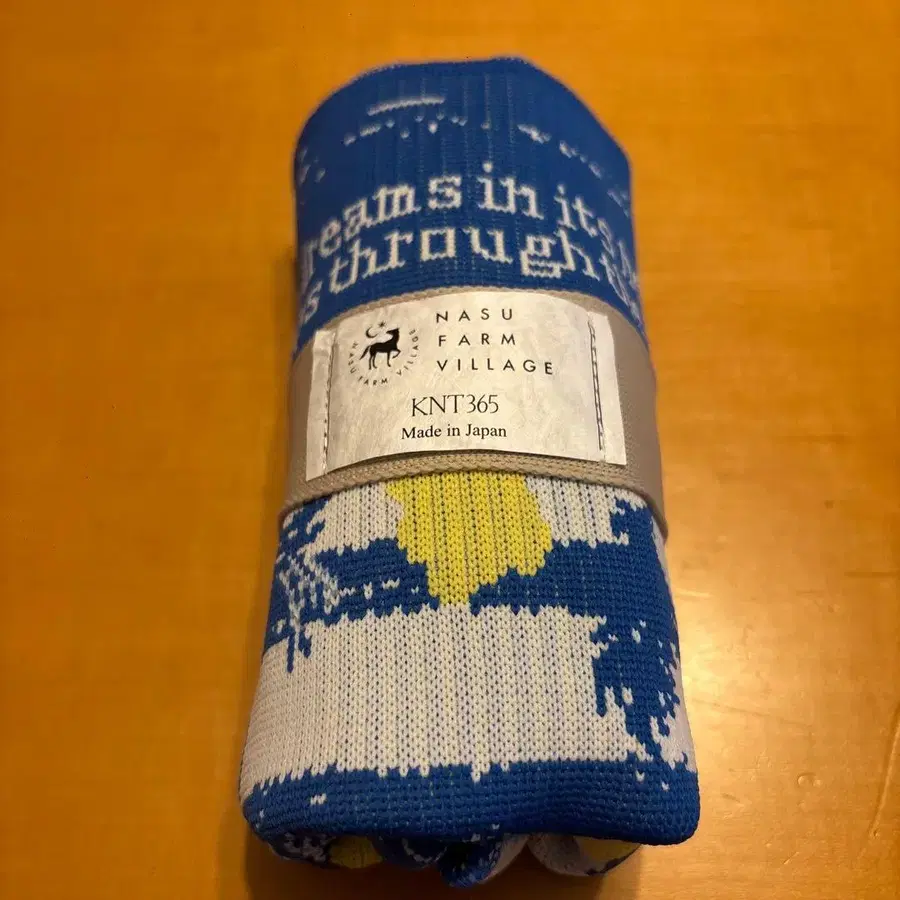 reams in its
s through
NASU
FARM
VILLAGE
NASU FARM VILLAGE
KNT365
Made in Japan